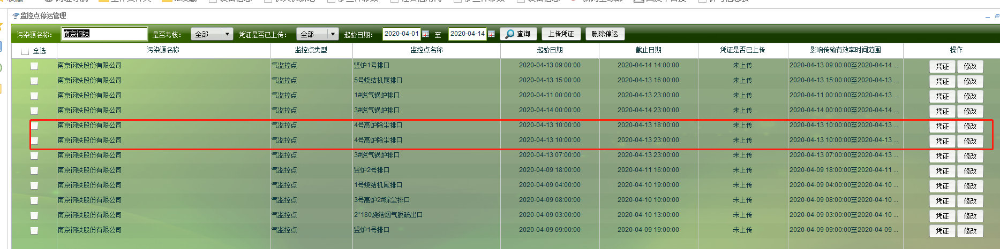 监控点停运管理
污染源名称： 南京钢铁 是否考核： 全部 凭证是否已上传： 全部 起始日期： 2020-04-01 至 2020-04-14 查询 上传凭证 删除停运
全选 污染源名称 监控点类型 监控点名称 起始日期 截止日期 凭证是否已上传 影响传输有效率时间范围 操作
南京钢铁股份有限公司 气监控点 竖炉1号排口 2020-04-13 09:00:00 2020-04-14 14:00:00 未上传 2020-04-13 09:00:00至2020-04-14 ... 凭证 修改
南京钢铁股份有限公司 气监控点 5号烧结机尾排口 2020-04-13 15:00:00 2020-04-13 16:00:00 未上传 2020-04-13 15:00:00至2020-04-13 ... 凭证 修改
南京钢铁股份有限公司 气监控点 1#燃气锅炉排口 2020-04-11 00:00:00 2020-04-13 23:00:00 未上传 2020-04-11 00:00:00至2020-04-13 ... 凭证 修改
南京钢铁股份有限公司 气监控点 3#燃气锅炉排口 2020-04-14 00:00:00 2020-04-14 23:00:00 未上传 2020-04-14 00:00:00至2020-04-14 ... 凭证 修改
南京钢铁股份有限公司 气监控点 4号高炉除尘排口 2020-04-13 10:00:00 2020-04-13 18:00:00 未上传 2020-04-13 10:00:00至2020-04-13 ... 凭证 修改
南京钢铁股份有限公司 气监控点 4号高炉除尘排口 2020-04-13 10:00:00 2020-04-13 23:00:00 未上传 2020-04-13 10:00:00至2020-04-13 ... 凭证 修改
南京钢铁股份有限公司 气监控点 3#燃气锅炉排口 2020-04-13 07:00:00 2020-04-13 23:00:00 未上传 2020-04-13 07:00:00至2020-04-13 ... 凭证 修改
南京钢铁股份有限公司 气监控点 竖炉2号排口 2020-04-09 18:00:00 2020-04-11 16:00:00 未上传 2020-04-09 18:00:00至2020-04-11 ... 凭证 修改
南京钢铁股份有限公司 气监控点 1号烧结机尾排口 2020-04-09 04:00:00 2020-04-10 19:00:00 未上传 2020-04-09 04:00:00至2020-04-10 ... 凭证 修改
南京钢铁股份有限公司 气监控点 3号高炉2#除尘排口 2020-04-09 08:00:00 2020-04-10 10:00:00 未上传 2020-04-09 08:00:00至2020-04-10 ... 凭证 修改
南京钢铁股份有限公司 气监控点 2*180烧结烟气脱硫出口 2020-04-09 03:00:00 2020-04-10 13:00:00 未上传 2020-04-09 03:00:00至2020-04-10 ... 凭证 修改
南京钢铁股份有限公司 气监控点 竖炉1号排口 2020-04-09 09:00:00 2020-04-09 19:00:00 未上传 2020-04-09 09:00:00至2020-04-09 ... 凭证 修改